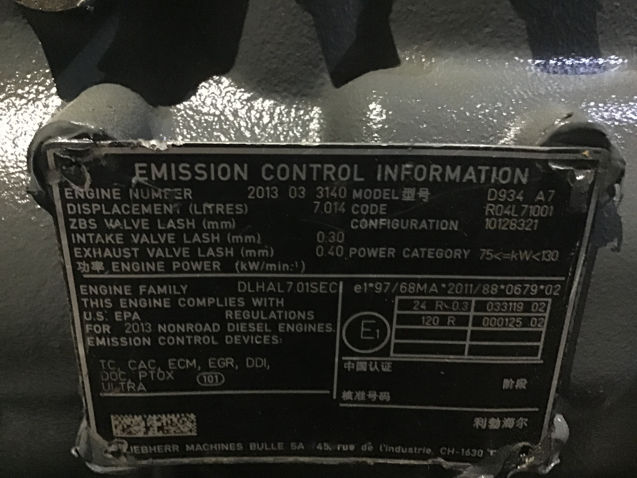 EMISSION CONTROL INFORMATION
ENGINE NUMBER 2013 03 3140 MODEL型号 D934 A7
DISPLACEMENT (LITRES) 7.014 CODE R04L71001
ZBS VALVE LASH (mm) CONFIGURATION 10128321
INTAKE VALVE LASH (mm) 0.30
EXHAUST VALVE LASH (mm) 0.40 POWER CATEGORY 75<=kW<130
功率 ENGINE POWER (kW/min.⁻¹)
ENGINE FAMILY DLHAL7.01SEC e1*97/68MA*2011/88*0679*02
THIS ENGINE COMPLIES WITH 24 R-0.3 033119 02
U.S. EPA REGULATIONS 120 R 000125 02
FOR 2013 NONROAD DIESEL ENGINES. E1
EMISSION CONTROL DEVICES:
中国认证
TC, CAC, ECM, EGR, DDI,
DOC, PTOX 101 阶段
ULTRA 核准号码
利勃海尔
LIEBHERR MACHINES BULLE SA 45, rue de l'Industrie, CH-1630